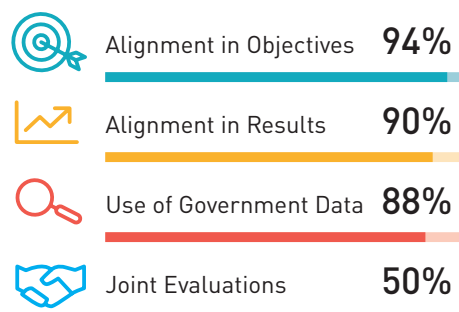 Alignment in Objectives 94%
Alignment in Results 90%
Use of Government Data 88%
Joint Evaluations 50%